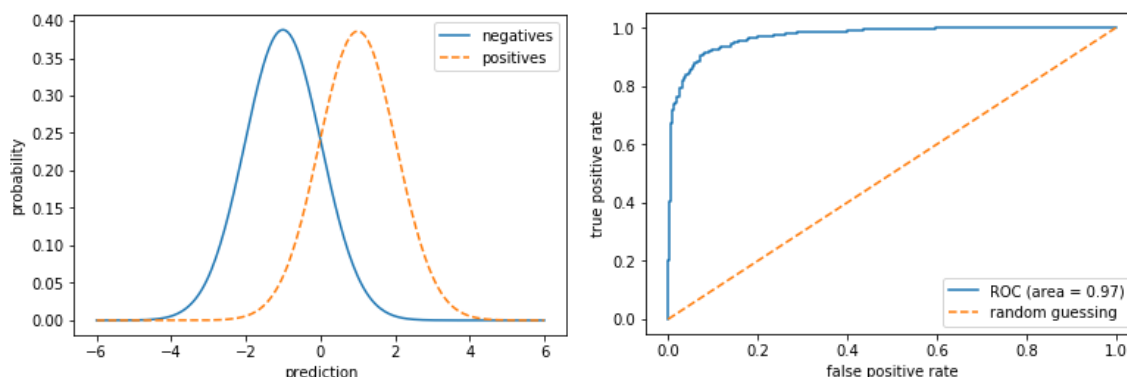 0.40
0.35
0.30
0.25
0.20
0.15
0.10
0.05
0.00
probability
negatives
positives
−6 −4 −2 0 2 4 6
prediction
1.0
0.8
0.6
0.4
0.2
0.0
true positive rate
ROC (area = 0.97)
random guessing
0.0 0.2 0.4 0.6 0.8 1.0
false positive rate